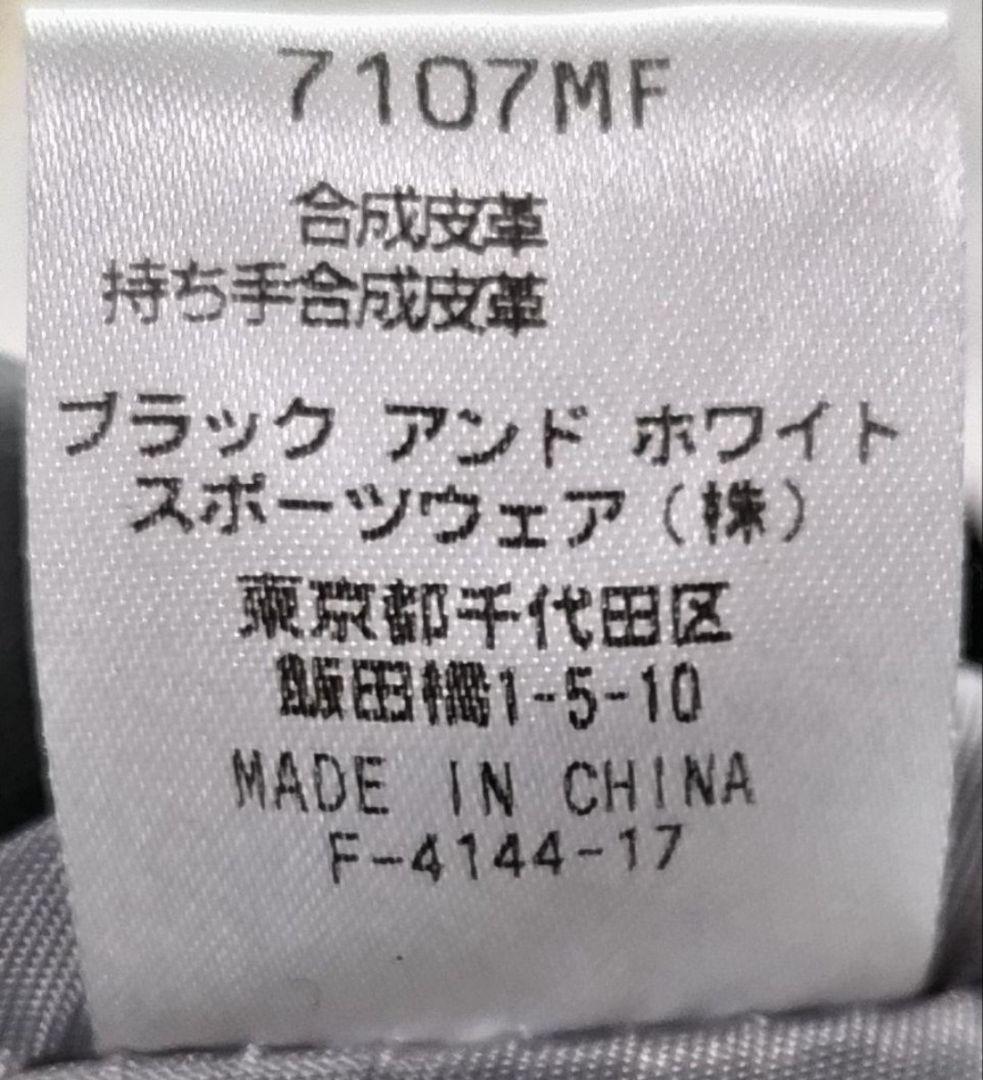 7107MF
合成皮革
持ち手合成皮革
ブラック アンド ホワイト
スポーツウェア（株）
東京都千代田区
飯田橋1-5-10
MADE IN CHINA
F-4144-17